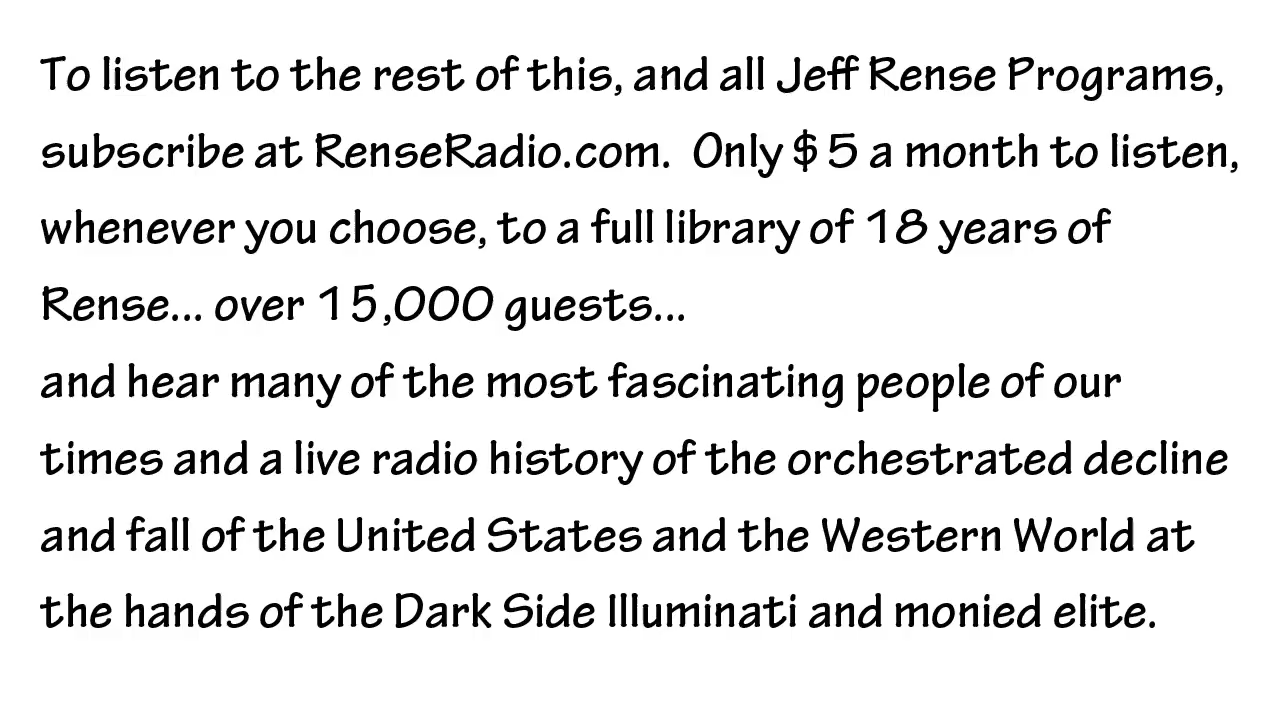 To listen to the rest of this, and all Jeff Rense Programs,
subscribe at RenseRadio.com.  Only $5 a month to listen,
whenever you choose, to a full library of 18 years of
Rense... over 15,000 guests...
and hear many of the most fascinating people of our
times and a live radio history of the orchestrated decline
and fall of the United States and the Western World at
the hands of the Dark Side Illuminati and monied elite.